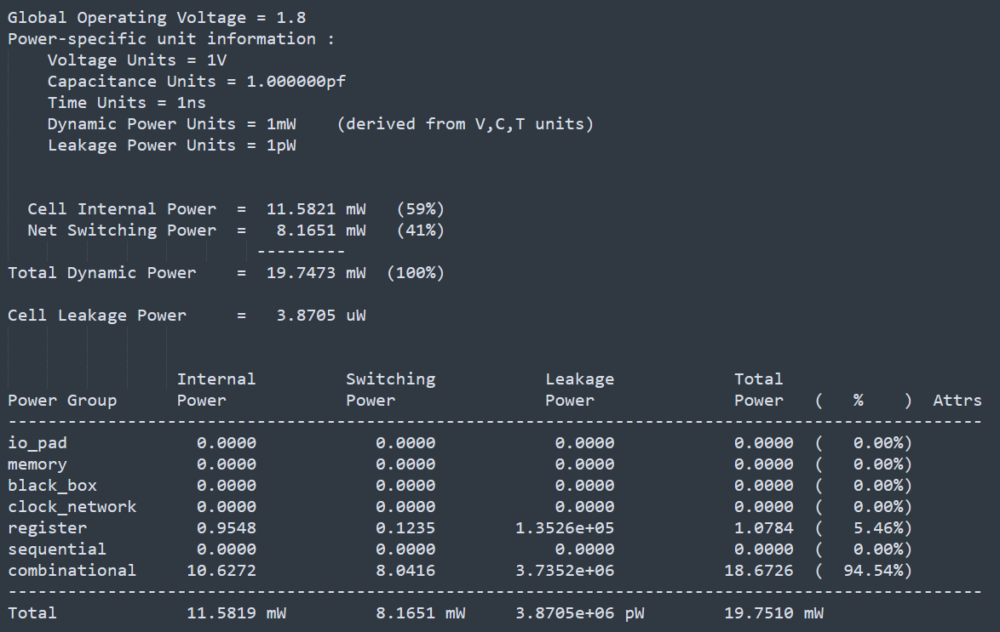 Global Operating Voltage = 1.8
Power-specific unit information :
    Voltage Units = 1V
    Capacitance Units = 1.000000pf
    Time Units = 1ns
    Dynamic Power Units = 1mW    (derived from V,C,T units)
    Leakage Power Units = 1pW
  Cell Internal Power  =  11.5821 mW   (59%)
  Net Switching Power  =   8.1651 mW   (41%)
                         ---------
Total Dynamic Power    =  19.7473 mW  (100%)
Cell Leakage Power     =   3.8705 uW
                 Internal         Switching           Leakage            Total
Power Group      Power            Power               Power              Power   (   %    )  Attrs
--------------------------------------------------------------------------------------------------
io_pad             0.0000            0.0000            0.0000            0.0000  (   0.00%)
memory             0.0000            0.0000            0.0000            0.0000  (   0.00%)
black_box          0.0000            0.0000            0.0000            0.0000  (   0.00%)
clock_network      0.0000            0.0000            0.0000            0.0000  (   0.00%)
register           0.9548            0.1235        1.3526e+05            1.0784  (   5.46%)
sequential         0.0000            0.0000            0.0000            0.0000  (   0.00%)
combinational     10.6272            8.0416        3.7352e+06           18.6726  (  94.54%)
--------------------------------------------------------------------------------------------------
Total             11.5819 mW         8.1651 mW     3.8705e+06 pW        19.7510 mW